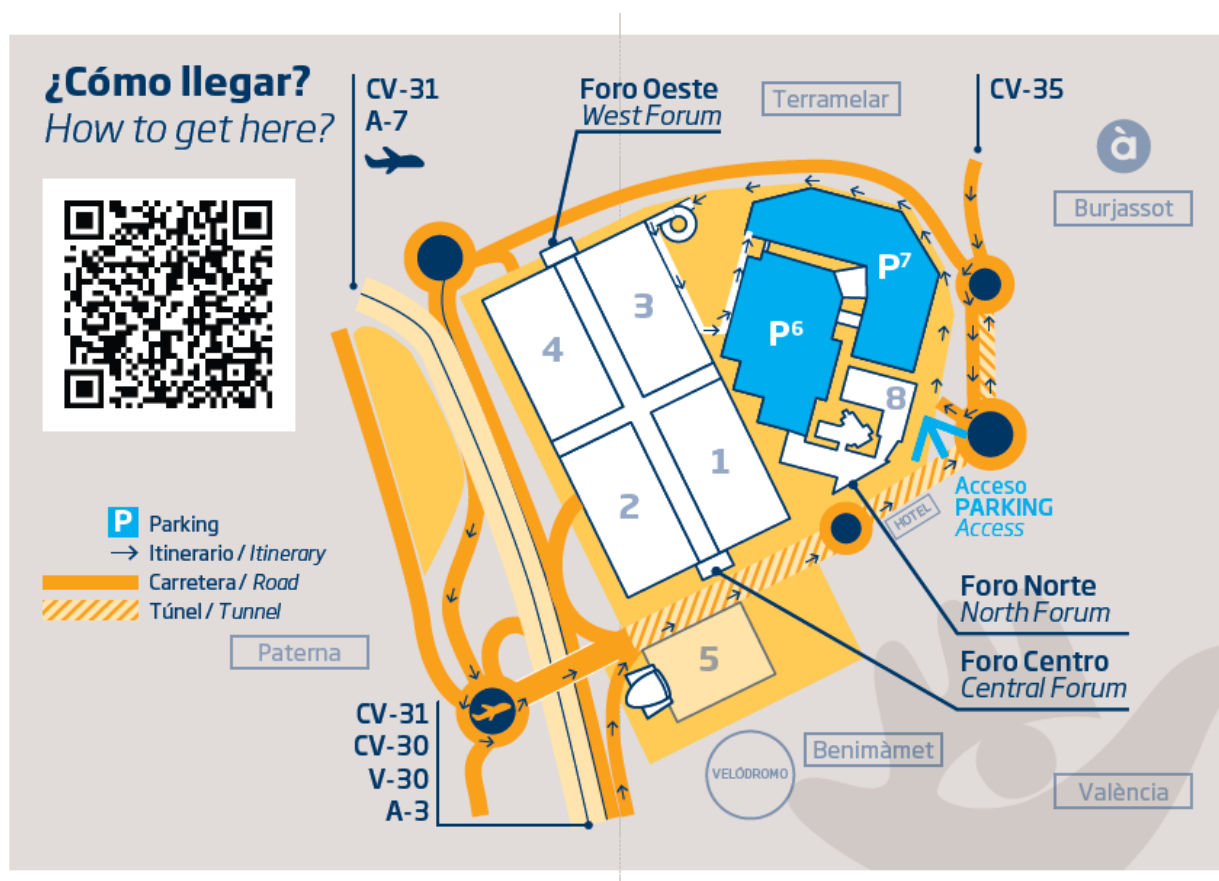 ¿Cómo llegar?
How to get here?
CV-31
A-7
Foro Oeste
West Forum
Terramelar
CV-35
à
Burjassot
P⁷
P⁶
3
4
8
1
2
5
HOTEL
Acceso
PARKING
Access
P Parking
Itinerario / Itinerary
Carretera / Road
Túnel / Tunnel
Paterna
Foro Norte
North Forum
Foro Centro
Central Forum
CV-31
CV-30
V-30
A-3
VELÓDROMO
Benimàmet
València